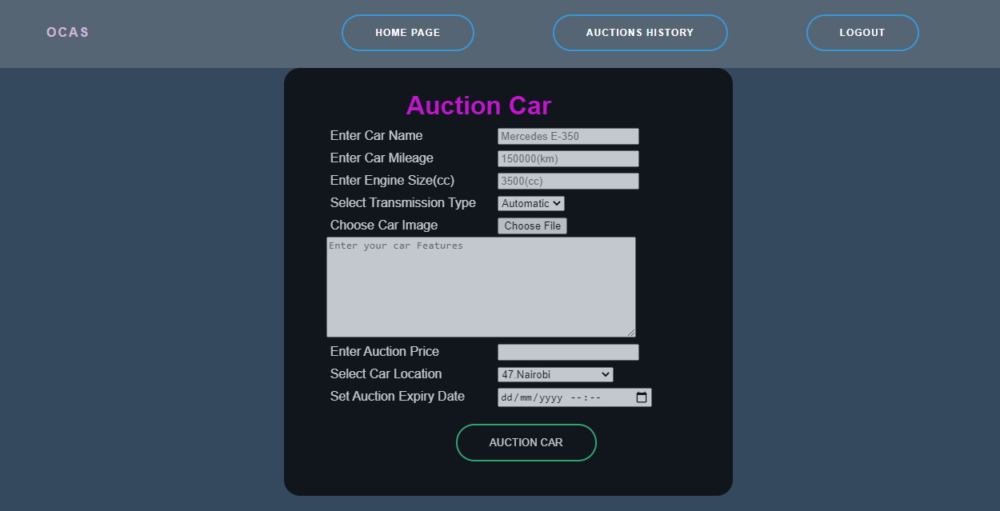 OCAS HOME PAGE AUCTIONS HISTORY LOGOUT
Auction Car
Enter Car Name Mercedes E-350
Enter Car Mileage 150000(km)
Enter Engine Size(cc) 3500(cc)
Select Transmission Type Automatic
Choose Car Image Choose File
Enter your car Features
Enter Auction Price
Select Car Location 47.Nairobi
Set Auction Expiry Date dd/mm/yyyy --:--
AUCTION CAR